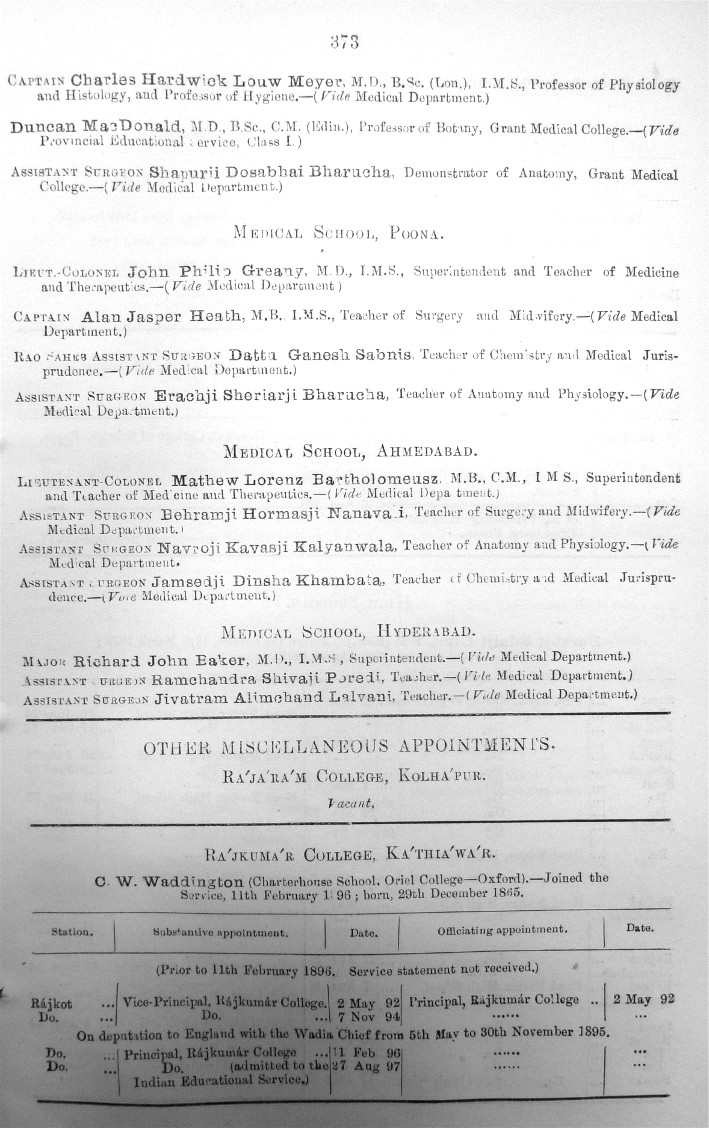 373
CAPTAIN Charles Hardwick Louw Meyer, M.D., B.Sc. (Lon.), I.M.S., Professor of Physiology
and Histology, and Professor of Hygiene.—(Vide Medical Department.)
Duncan MacDonald, M.D., B.Sc., C.M. (Edin.), Professor of Botany, Grant Medical College.—(Vide
Provincial Educational Service, Class I.)
ASSISTANT SURGEON Shapurji Dosabhai Bharucha, Demonstrator of Anatomy, Grant Medical
College.—(Vide Medical Department.)
MEDICAL SCHOOL, POONA.
LIEUT.-COLONEL John Philip Greany, M.D., I.M.S., Superintendent and Teacher of Medicine
and Therapeutics.—(Vide Medical Department)
CAPTAIN Alan Jasper Heath, M.B., I.M.S., Teacher of Surgery and Midwifery.—(Vide Medical
Department.)
RAO SAHEB ASSISTANT SURGEON Datta Ganesh Sabnis, Teacher of Chemistry and Medical Juris-
prudence.—(Vide Medical Department.)
ASSISTANT SURGEON Erachji Sheriarji Bharucha, Teacher of Anatomy and Physiology.—(Vide
Medical Department.)
MEDICAL SCHOOL, AHMEDABAD.
LIEUTENANT-COLONEL Mathew Lorenz Bartholomeusz, M.B., C.M., I M S., Superintendent
and Teacher of Medicine and Therapeutics.—(Vide Medical Department.)
ASSISTANT SURGEON Behramji Hormasji Nanavati, Teacher of Surgery and Midwifery.—(Vide
Medical Department.)
ASSISTANT SURGEON Navroji Kavasji Kalyanwala, Teacher of Anatomy and Physiology.—(Vide
Medical Department.
ASSISTANT SURGEON Jamsedji Dinsha Khambata, Teacher of Chemistry and Medical Jurispru-
dence.—(Vide Medical Department.)
MEDICAL SCHOOL, HYDERABAD.
MAJOR Richard John Baker, M.D., I.M.S., Superintendent.—(Vide Medical Department.)
ASSISTANT SURGEON Ramchandra Shivaji Poredi, Teacher.—(Vide Medical Department.)
ASSISTANT SURGEON Jivatram Alimchand Lalvani, Teacher.—(Vide Medical Department.)
OTHER MISCELLANEOUS APPOINTMENTS.
RA'JA'RA'M COLLEGE, KOLHA'PUR.
Vacant.
RA'JKUMA'R COLLEGE, KA'THIA'WA'R.
C. W. Waddington (Charterhouse School, Oriel College—Oxford).—Joined the
Service, 11th February 1896; born, 29th December 1865.
Station. Substantive appointment. Date. Officiating appointment. Date.
(Prior to 11th February 1896. Service statement not received.)
Rájkot ... Vice-Principal, Rájkumár College. 2 May 92 Principal, Rájkumár College .. 2 May 92
Do. Do. ... 7 Nov 94 ...... ...
On deputation to England with the Wadia Chief from 5th May to 30th November 1895.
Do. ... Principal, Rájkumár College ... 11 Feb 96 ...... ...
Do. ... Do. (admitted to the 27 Aug 97 ...... ...
Indian Educational Service.)